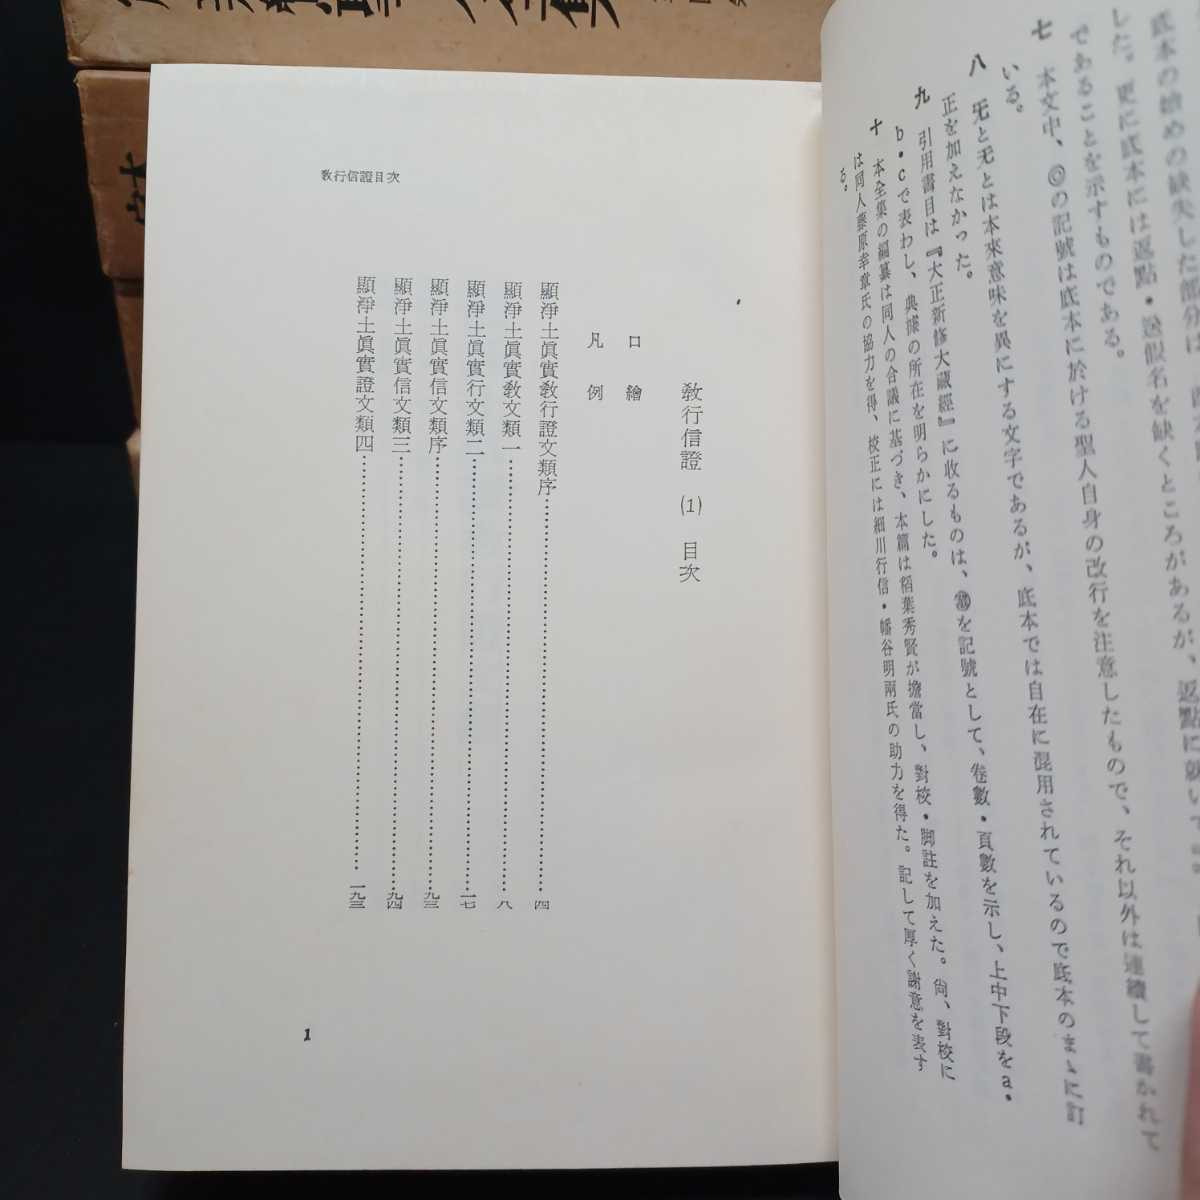 底本の始めの缺失した部分は
した。更に底本には返點・送假名を缺くところがあるが、返點に就いて
であることを示すものである。
七 本文中、◎の記號は底本に於ける聖人自身の改行を注意したもので、それ以外は連續して書かれて
いる。
八 旡と无とは本來意味を異にする文字であるが、底本では自在に混用されているので底本のまゝに訂
正を加えなかった。
九 引用書目は『大正新修大藏經』に收るものは、を記號として、卷數・頁數を示し、上中下段をa・
b・cで表わし、典據の所在を明らかにした。
十 本全集の編纂は同人の合議に基づき、本篇は稻葉秀賢が擔當し、對校・脚註を加えた。尙、對校に
は同人藤原幸章氏の協力を得、校正には細川行信・幡谷明兩氏の助力を得た。記して厚く謝意を表す
る。
敎行信證 (1) 目次
口繪
凡例
顯淨土眞實敎行證文類序……四
顯淨土眞實敎文類一……八
顯淨土眞實行文類二……一七
顯淨土眞實信文類序……九三
顯淨土眞實信文類三……九四
顯淨土眞實證文類四……一九三
敎行信證目次
1